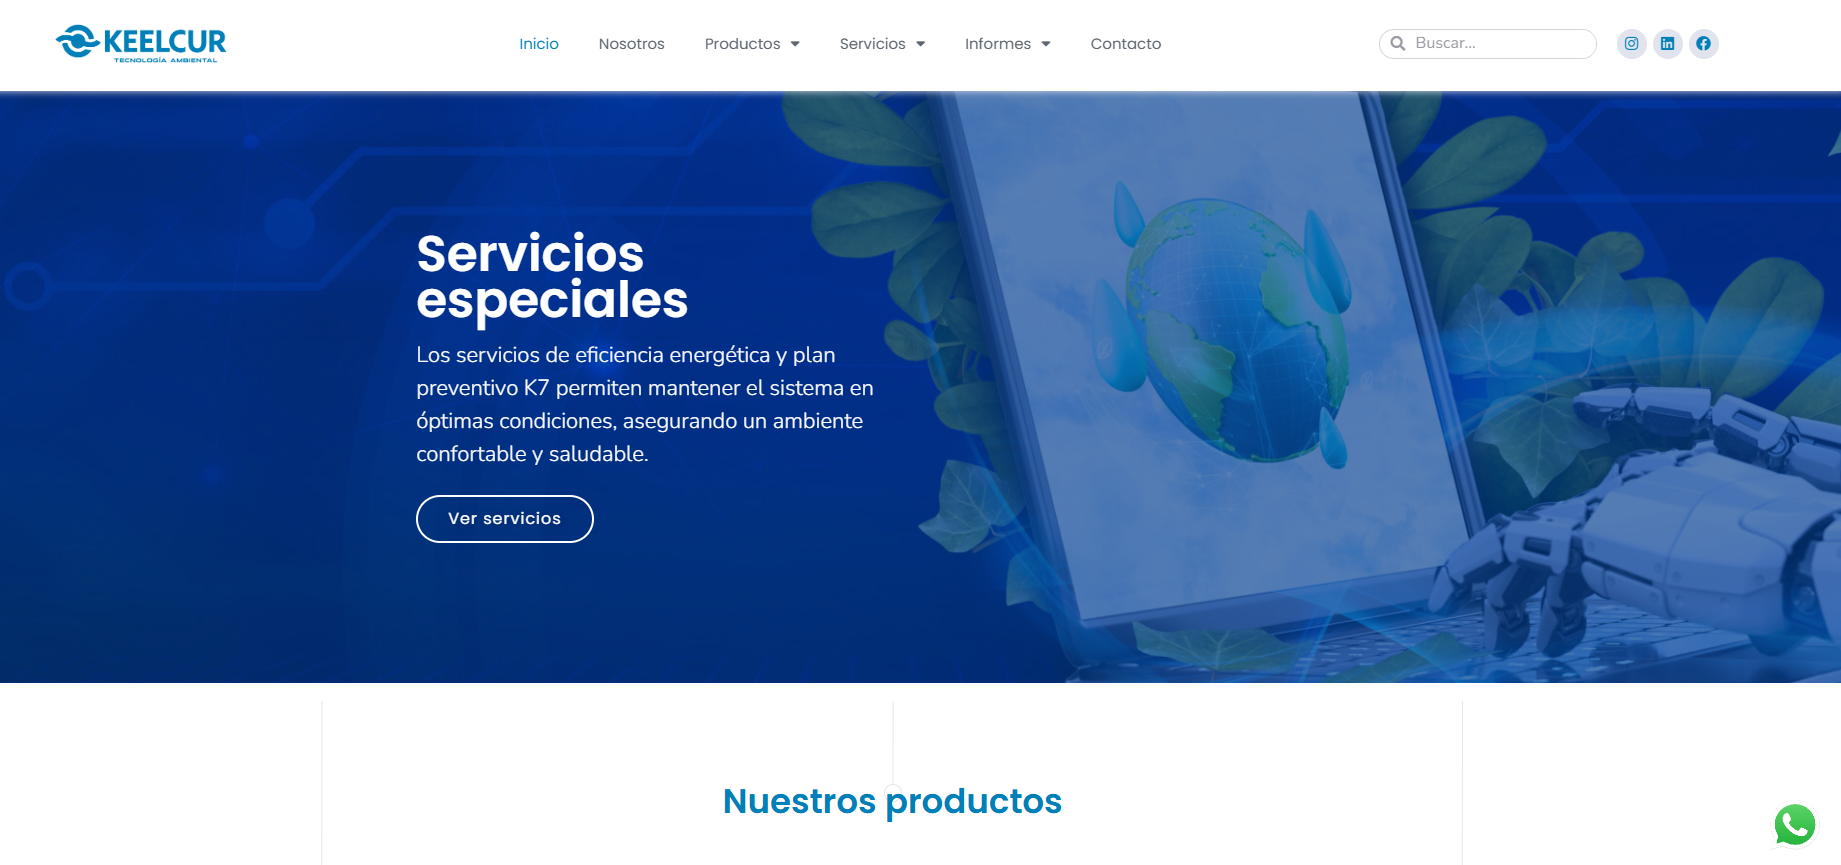 KEELCUR
TECNOLOGÍA AMBIENTAL
Inicio
Nosotros
Productos
Servicios
Informes
Contacto
Buscar...
Servicios
especiales
Los servicios de eficiencia energética y plan
preventivo K7 permiten mantener el sistema en
óptimas condiciones, asegurando un ambiente
confortable y saludable.
Ver servicios
Nuestros productos